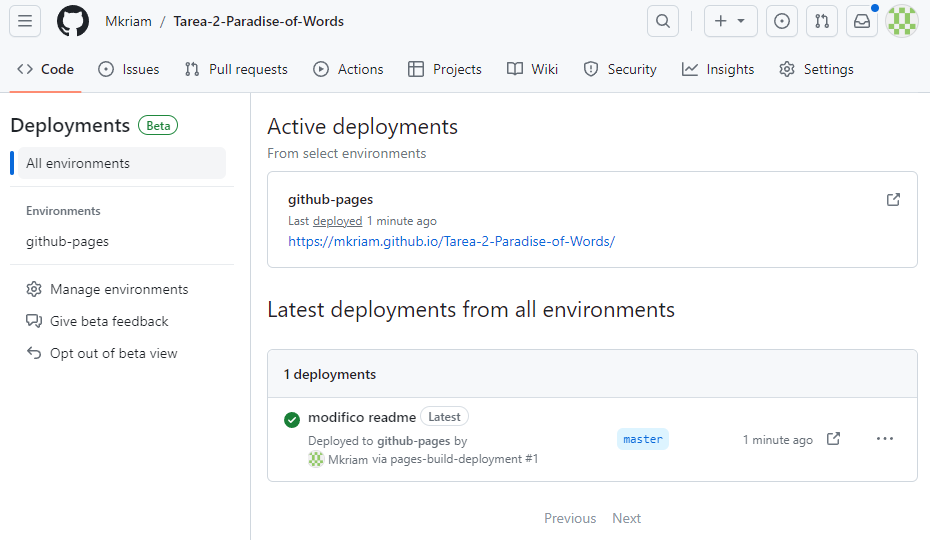 Mkriam / Tarea-2-Paradise-of-Words
Code Issues Pull requests Actions Projects Wiki Security Insights Settings
Deployments Beta
All environments
Environments
github-pages
Manage environments
Give beta feedback
Opt out of beta view
Active deployments
From select environments
github-pages
Last deployed 1 minute ago
https://mkriam.github.io/Tarea-2-Paradise-of-Words/
Latest deployments from all environments
1 deployments
modifico readme Latest
Deployed to github-pages by
Mkriam via pages-build-deployment #1
master
1 minute ago
Previous Next